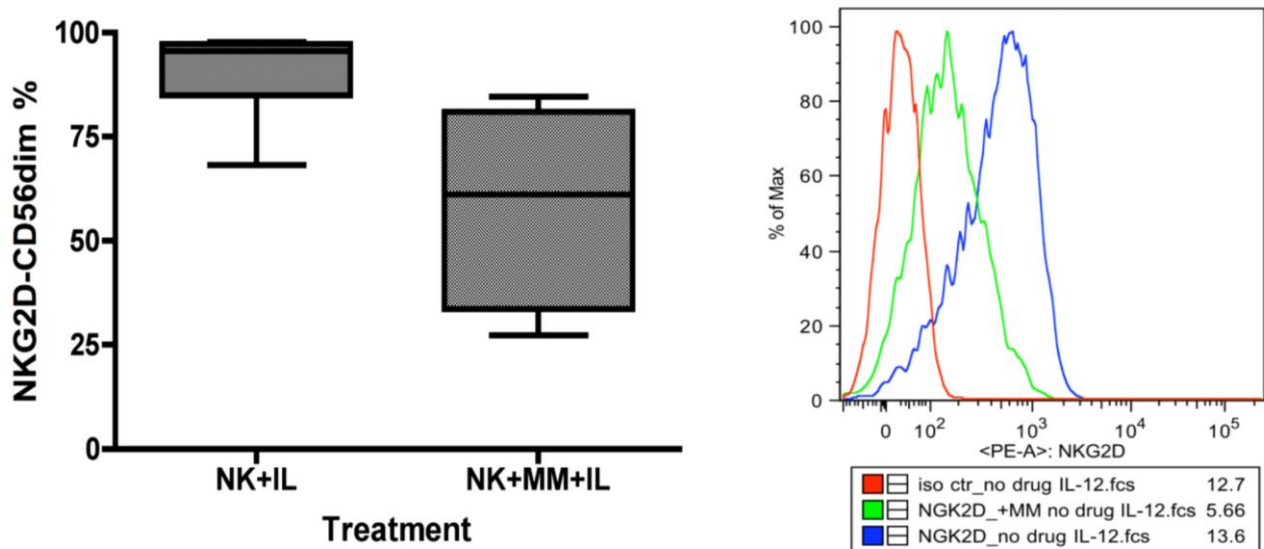 NKG2D-CD56dim %
100
75
50
25
0
NK+IL NK+MM+IL
Treatment
% of Max
100
80
60
40
20
0
0 10² 10³ 10⁴ 10⁵
<PE-A>: NKG2D
iso ctr_no drug IL-12.fcs 12.7
NGK2D_+MM no drug IL-12.fcs 5.66
NGK2D_no drug IL-12.fcs 13.6